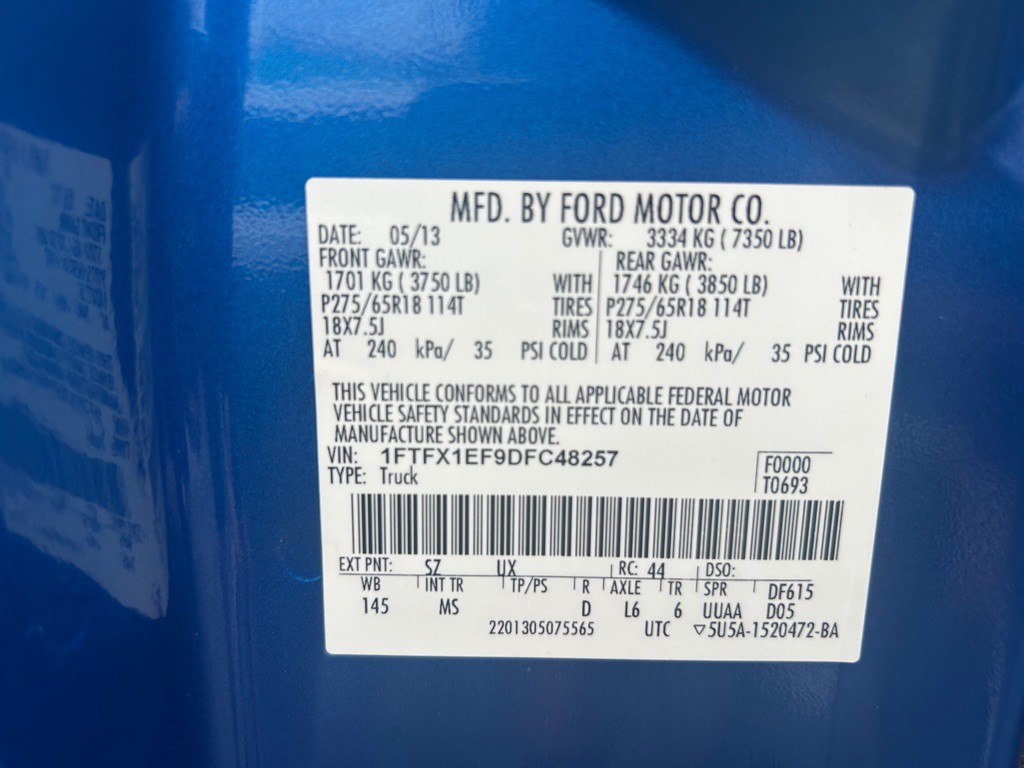 MFD. BY FORD MOTOR CO.
DATE: 05/13 GVWR: 3334 KG ( 7350 LB)
FRONT GAWR: REAR GAWR:
1701 KG ( 3750 LB) WITH 1746 KG ( 3850 LB) WITH
P275/65R18 114T TIRES P275/65R18 114T TIRES
18X7.5J RIMS 18X7.5J RIMS
AT 240 kPa/ 35 PSI COLD AT 240 kPa/ 35 PSI COLD
THIS VEHICLE CONFORMS TO ALL APPLICABLE FEDERAL MOTOR
VEHICLE SAFETY STANDARDS IN EFFECT ON THE DATE OF
MANUFACTURE SHOWN ABOVE.
VIN: 1FTFX1EF9DFC48257 F0000
TYPE: Truck T0693
EXT PNT: SZ UX RC: 44 DSO:
WB INT TR TP/PS R AXLE TR SPR DF615
145 MS D L6 6 UUAA D05
2201305075565 UTC ▽5U5A-1520472-BA